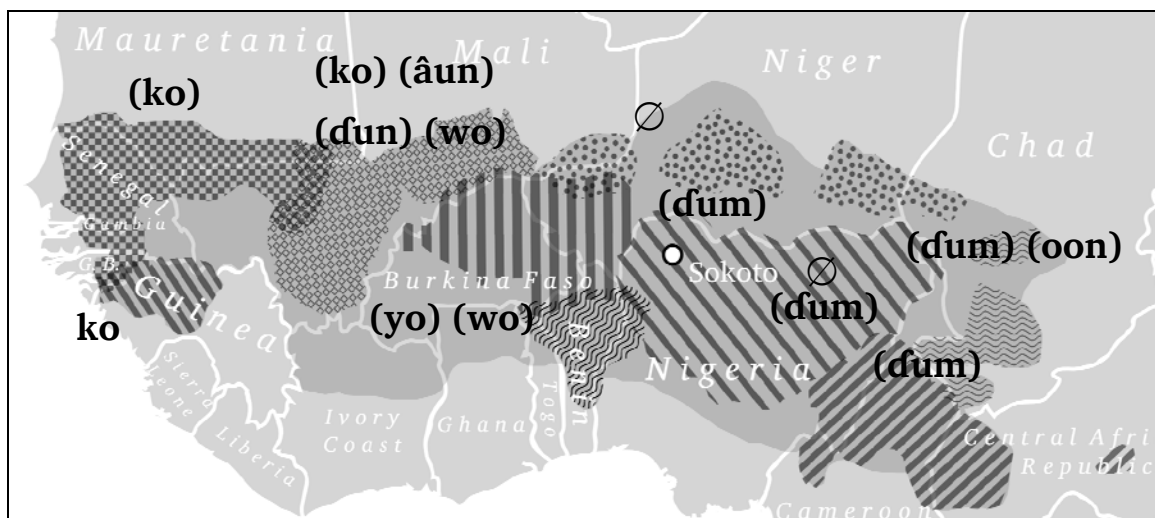 Mauretania
Mali
Niger
Chad
(ko)
(ko) (âun)
(ɗun) (wo)
∅
Senegal
Gambia
G.B.
Guinea
ko
Sierra
Leone
Liberia
Burkina Faso
(yo) (wo)
Ivory
Coast
Ghana
Togo
Benin
(ɗum)
Sokoto
∅
(ɗum)
Nigeria
(ɗum) (oon)
(ɗum)
Central Afri
Republic
Cameroon